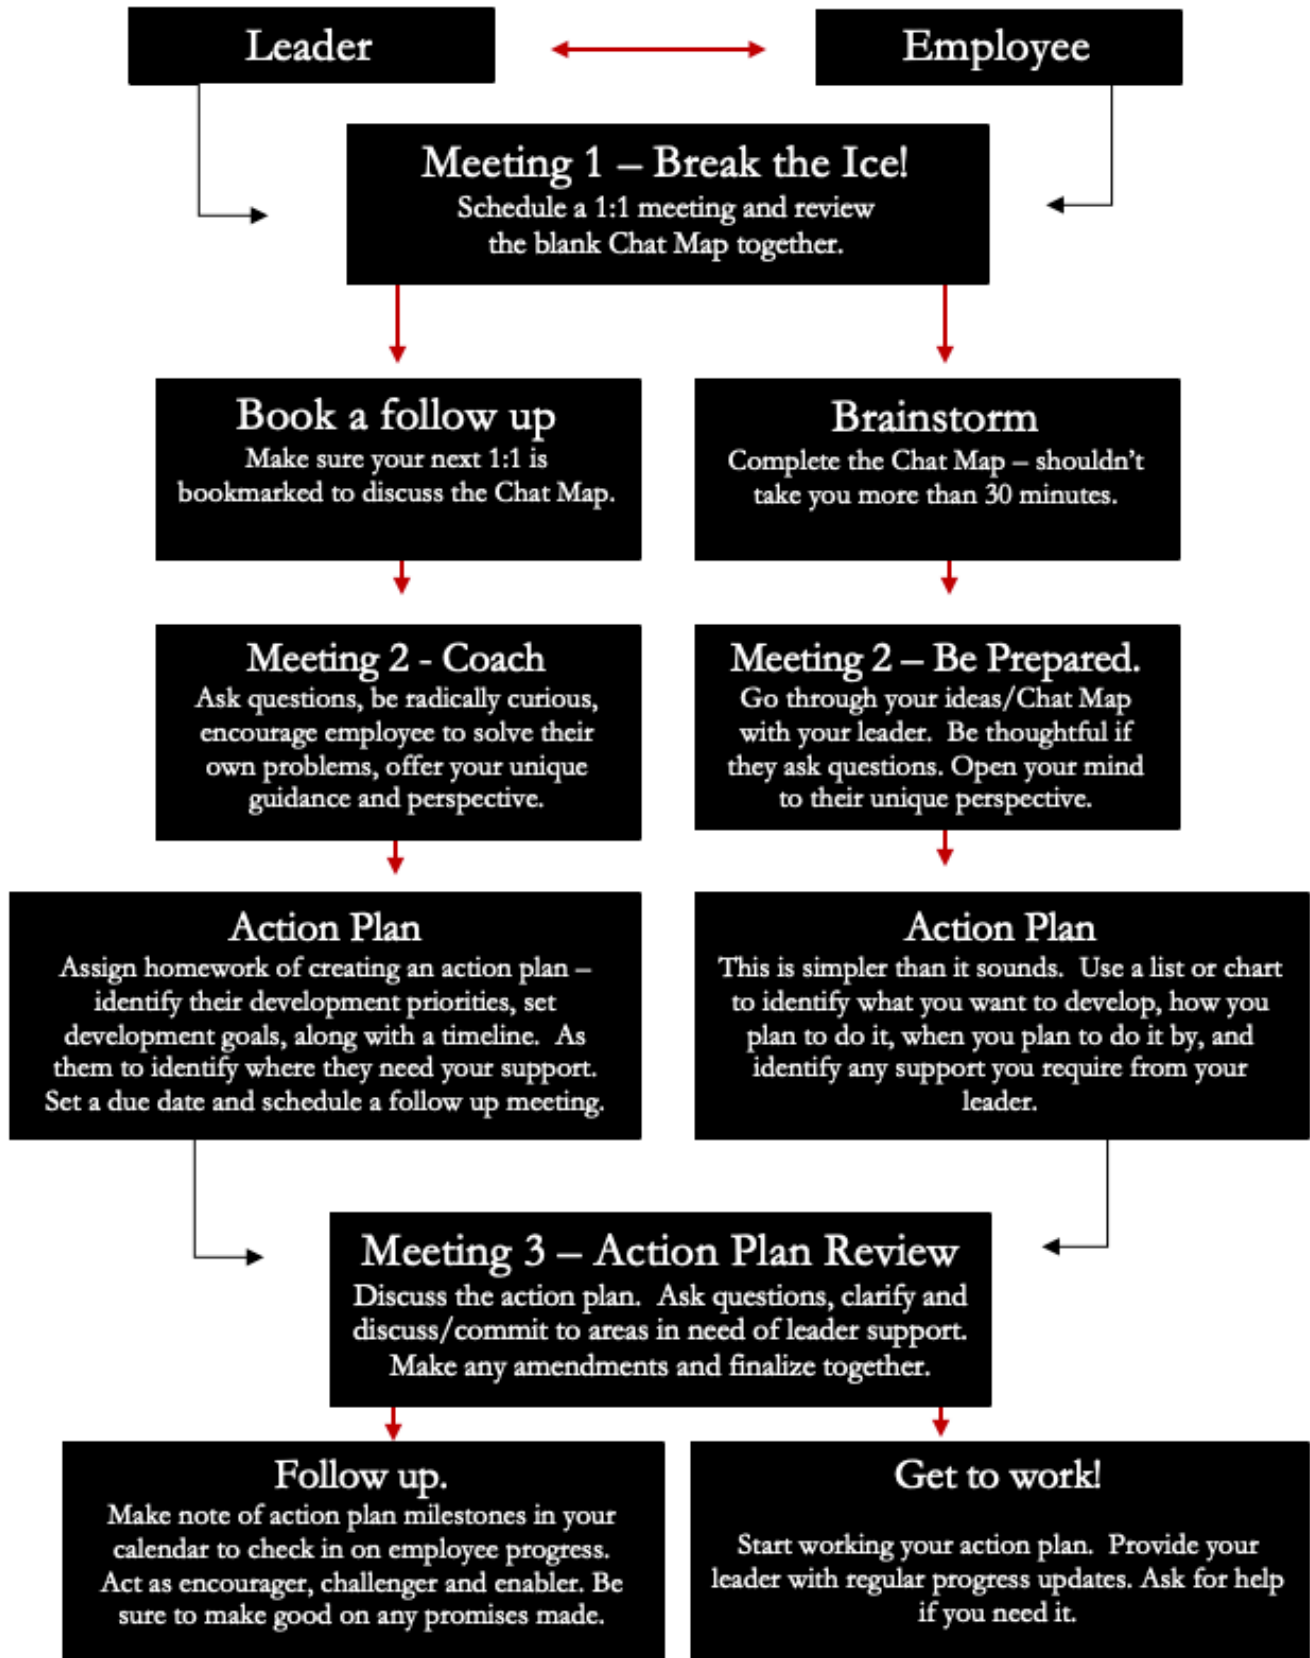 Leader
Employee
Meeting 1 – Break the Ice!
Schedule a 1:1 meeting and review
the blank Chat Map together.
Book a follow up
Make sure your next 1:1 is
bookmarked to discuss the Chat Map.
Brainstorm
Complete the Chat Map – shouldn't
take you more than 30 minutes.
Meeting 2 - Coach
Ask questions, be radically curious,
encourage employee to solve their
own problems, offer your unique
guidance and perspective.
Meeting 2 – Be Prepared.
Go through your ideas/Chat Map
with your leader.  Be thoughtful if
they ask questions. Open your mind
to their unique perspective.
Action Plan
Assign homework of creating an action plan –
identify their development priorities, set
development goals, along with a timeline.  As
them to identify where they need your support.
Set a due date and schedule a follow up meeting.
Action Plan
This is simpler than it sounds.  Use a list or chart
to identify what you want to develop, how you
plan to do it, when you plan to do it by, and
identify any support you require from your
leader.
Meeting 3 – Action Plan Review
Discuss the action plan.  Ask questions, clarify and
discuss/commit to areas in need of leader support.
Make any amendments and finalize together.
Follow up.
Make note of action plan milestones in your
calendar to check in on employee progress.
Act as encourager, challenger and enabler. Be
sure to make good on any promises made.
Get to work!
Start working your action plan.  Provide your
leader with regular progress updates. Ask for help
if you need it.